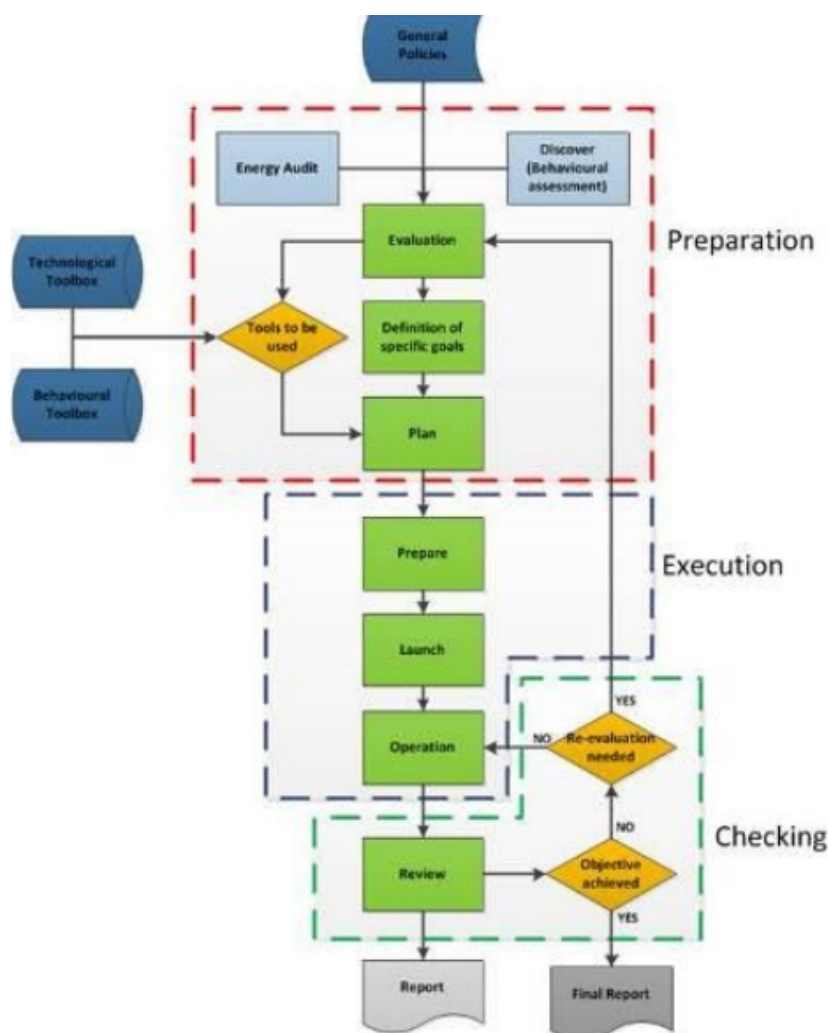 General
Policies
Energy Audit
Discover
(Behavioural
assessment)
Preparation
Evaluation
Technological
Toolbox
Tools to be
used
Definition of
specific goals
Behavioural
Toolbox
Plan
Prepare
Execution
Launch
YES
Operation
NO
Re-evaluation
needed
NO
Checking
Review
Objective
achieved
YES
Report
Final Report